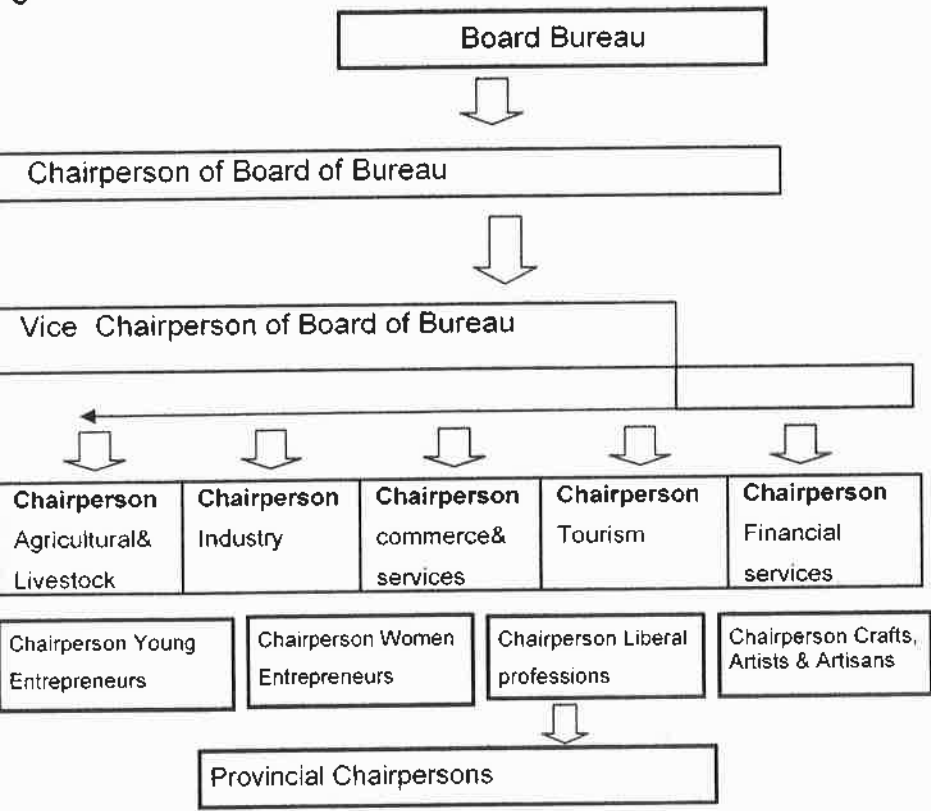 Board Bureau
Chairperson of Board of Bureau
Vice Chairperson of Board of Bureau
Chairperson
Agricultural&
Livestock
Chairperson
Industry
Chairperson
commerce&
services
Chairperson
Tourism
Chairperson
Financial
services
Chairperson Young
Entrepreneurs
Chairperson Women
Entrepreneurs
Chairperson Liberal
professions
Chairperson Crafts,
Artists & Artisans
Provincial Chairpersons